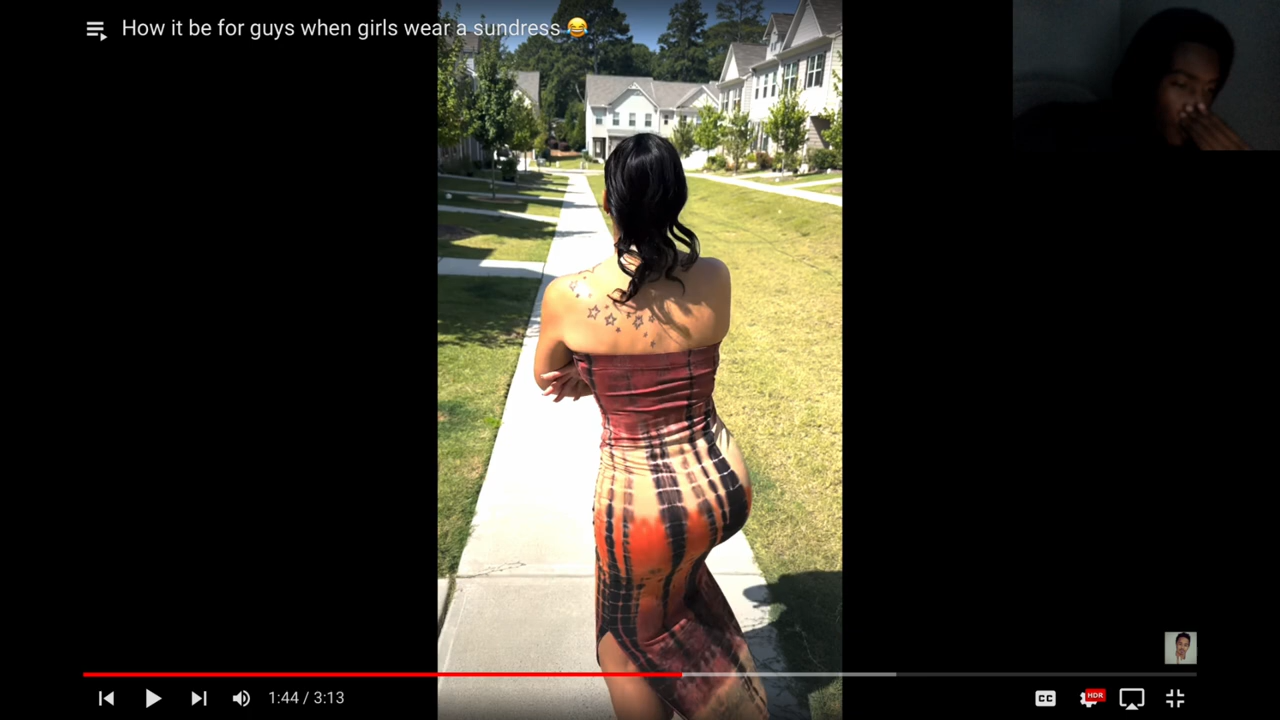 How it be for guys when girls wear a sundress 😂
1:44 / 3:13
CC
HDR